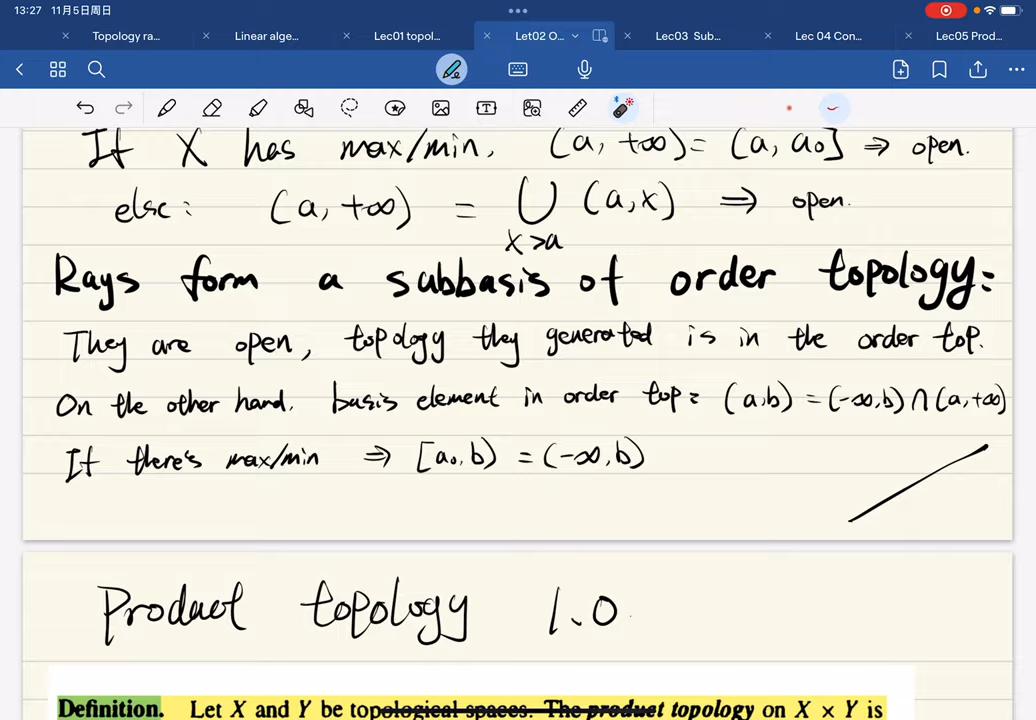 13:27 11月5日周日
Topology ra... Linear alge... Lec01 topol... Let02 O... Lec03 Sub... Lec 04 Con... Lec05 Prod...
If X has max/min, (a, +∞) = (a, a₀] ⇒ open.
else: (a, +∞) = ⋃ (a,x) ⇒ open.
x>a
Rays form a subbasis of order topology:
They are open, topology they generated is in the order top.
On the other hand. basis element in order top: (a,b) = (-∞,b)∩(a,+∞)
If there's max/min ⇒ [a₀,b) = (-∞,b)
Product topology 1.0
Definition. Let X and Y be topological spaces. The product topology on X × Y is